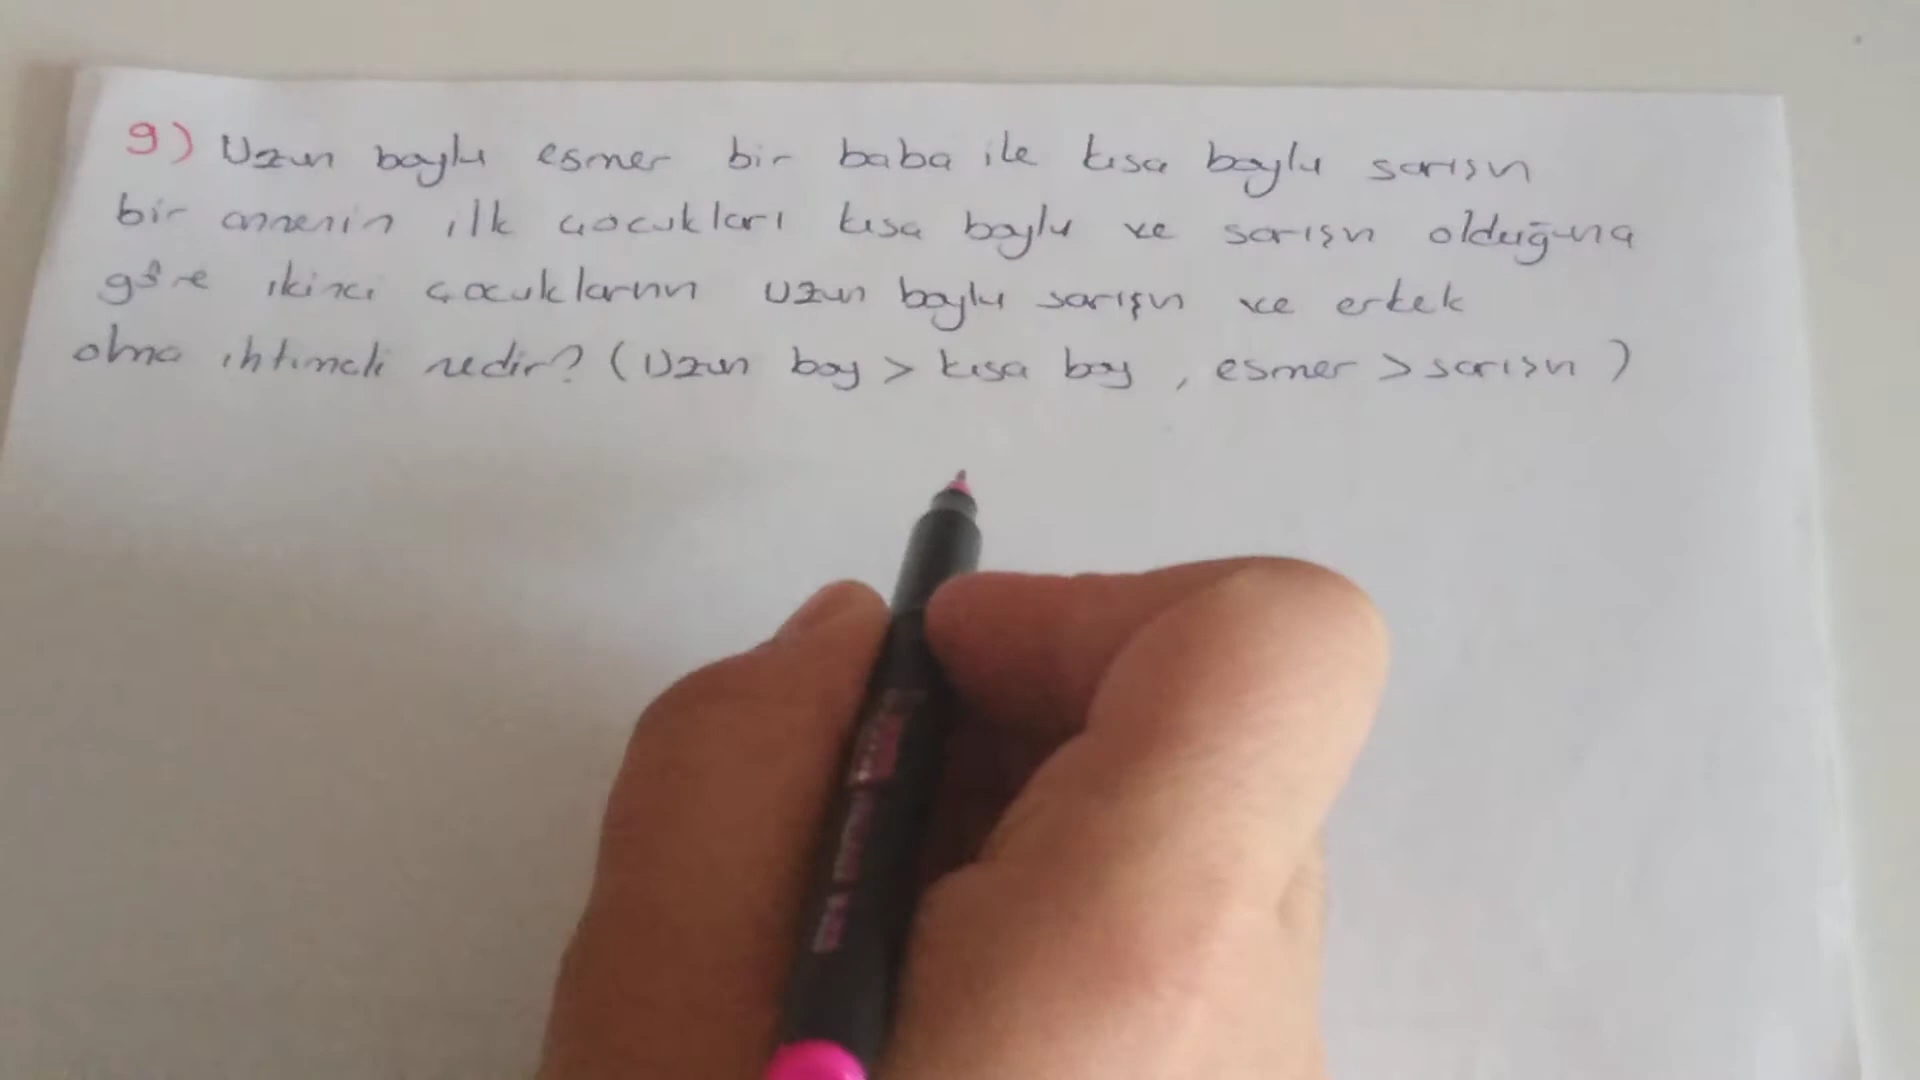 9) Uzun boylu esmer bir baba ile kısa boylu sarışın
bir annenin ilk çocukları kısa boylu ve sarışın olduğuna
göre ikinci çocuklarının uzun boylu sarışın ve erkek
olma ihtimali nedir? (Uzun boy > kısa boy, esmer > sarışın)